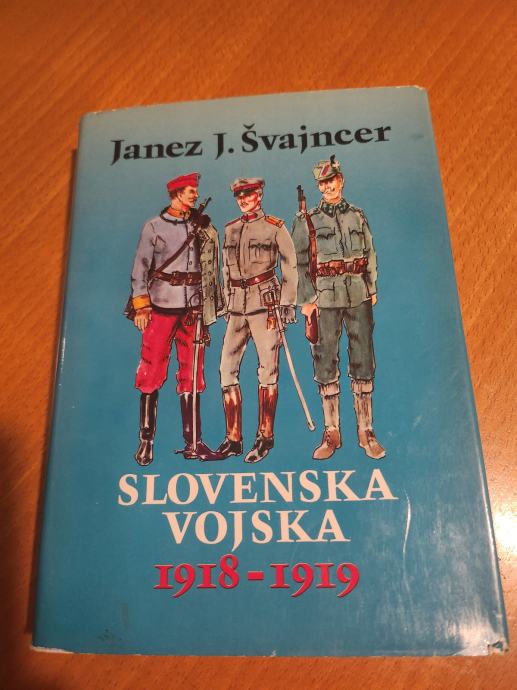 Janez J. Švajncer
SLOVENSKA
VOJSKA
1918-1919